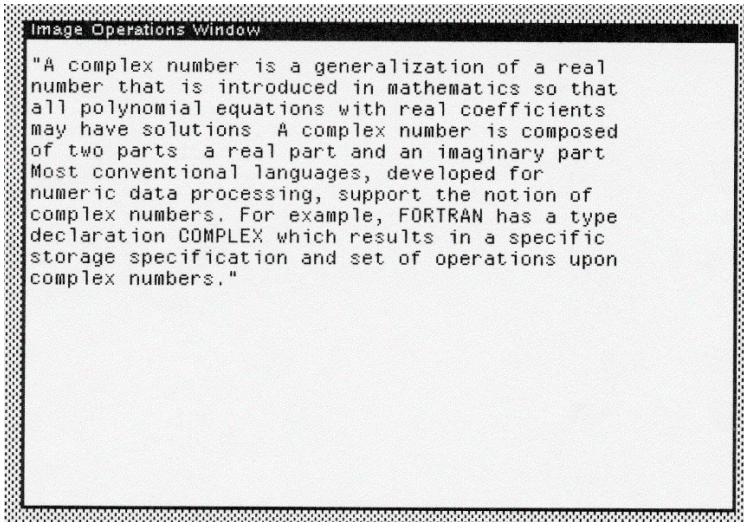 Image Operations Window
"A complex number is a generalization of a real
number that is introduced in mathematics so that
all polynomial equations with real coefficients
may have solutions  A complex number is composed
of two parts  a real part and an imaginary part
Most conventional languages, developed for
numeric data processing, support the notion of
complex numbers. For example, FORTRAN has a type
declaration COMPLEX which results in a specific
storage specification and set of operations upon
complex numbers."